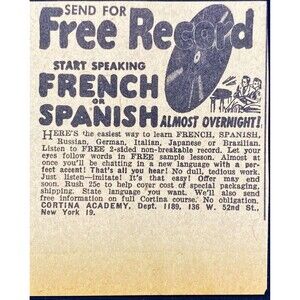 SEND FOR
Free Record
START SPEAKING
FRENCH
OR
SPANISH
ALMOST OVERNIGHT!
HERE'S the easiest way to learn FRENCH, SPANISH,
Russian, German, Italian, Japanese or Brazilian.
Listen to FREE 2-sided non-breakable record. Let your
eyes follow words in FREE sample lesson. Almost at
once you'll be chatting in a new language with a per-
fect accent! That's all you hear! No dull, tedious work.
Just listen—imitate! It's that easy! Offer may end
soon. Rush 25c to help cover cost of special packaging,
shipping. State language you want. We'll also send
free information on full Cortina course. No obligation.
CORTINA ACADEMY, Dept. 1189, 136 W. 52nd St.,
New York 19.